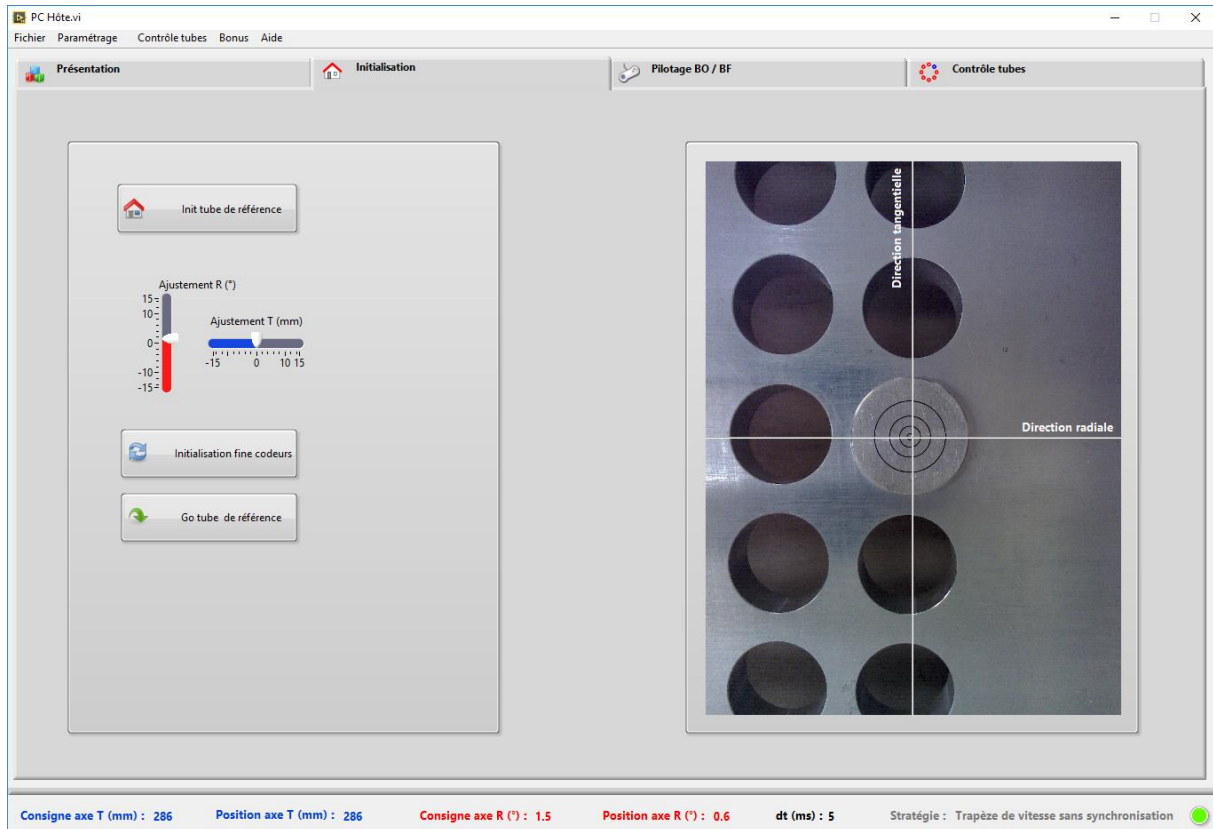 PC Hôte.vi
Fichier Paramétrage Contrôle tubes Bonus Aide
Présentation
Initialisation
Pilotage BO / BF
Contrôle tubes
Init tube de référence
Ajustement R (°)
15
10
0
-10
-15
Ajustement T (mm)
-15 0 10 15
Initialisation fine codeurs
Go tube de référence
Direction tangentielle
Direction radiale
Consigne axe T (mm) : 286 Position axe T (mm) : 286 Consigne axe R (°) : 1.5 Position axe R (°) : 0.6 dt (ms) : 5 Stratégie : Trapèze de vitesse sans synchronisation